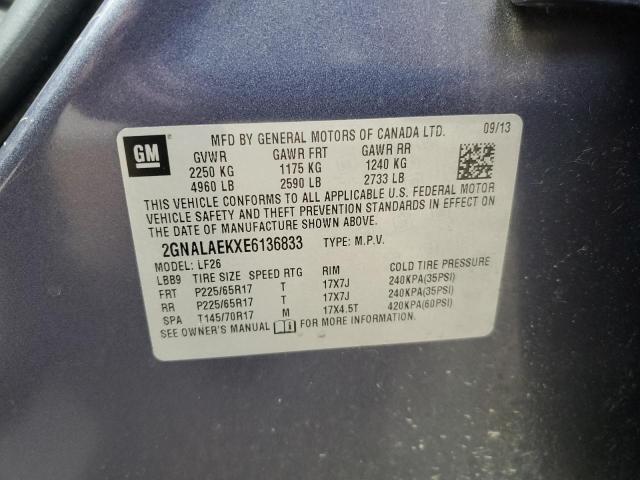 GM
MFD BY GENERAL MOTORS OF CANADA LTD. 09/13
GVWR GAWR FRT GAWR RR
2250 KG 1175 KG 1240 KG
4960 LB 2590 LB 2733 LB
THIS VEHICLE CONFORMS TO ALL APPLICABLE U.S. FEDERAL MOTOR
VEHICLE SAFETY AND THEFT PREVENTION STANDARDS IN EFFECT ON
THE DATE OF MANUFACTURE SHOWN ABOVE.
2GNALAEKXE6136833 TYPE: M.P.V.
MODEL: LF26
LBB9 TIRE SIZE SPEED RTG RIM COLD TIRE PRESSURE
FRT P225/65R17 T 17X7J 240KPA(35PSI)
RR P225/65R17 T 17X7J 240KPA(35PSI)
SPA T145/70R17 M 17X4.5T 420KPA(60PSI)
SEE OWNER'S MANUAL FOR MORE INFORMATION.